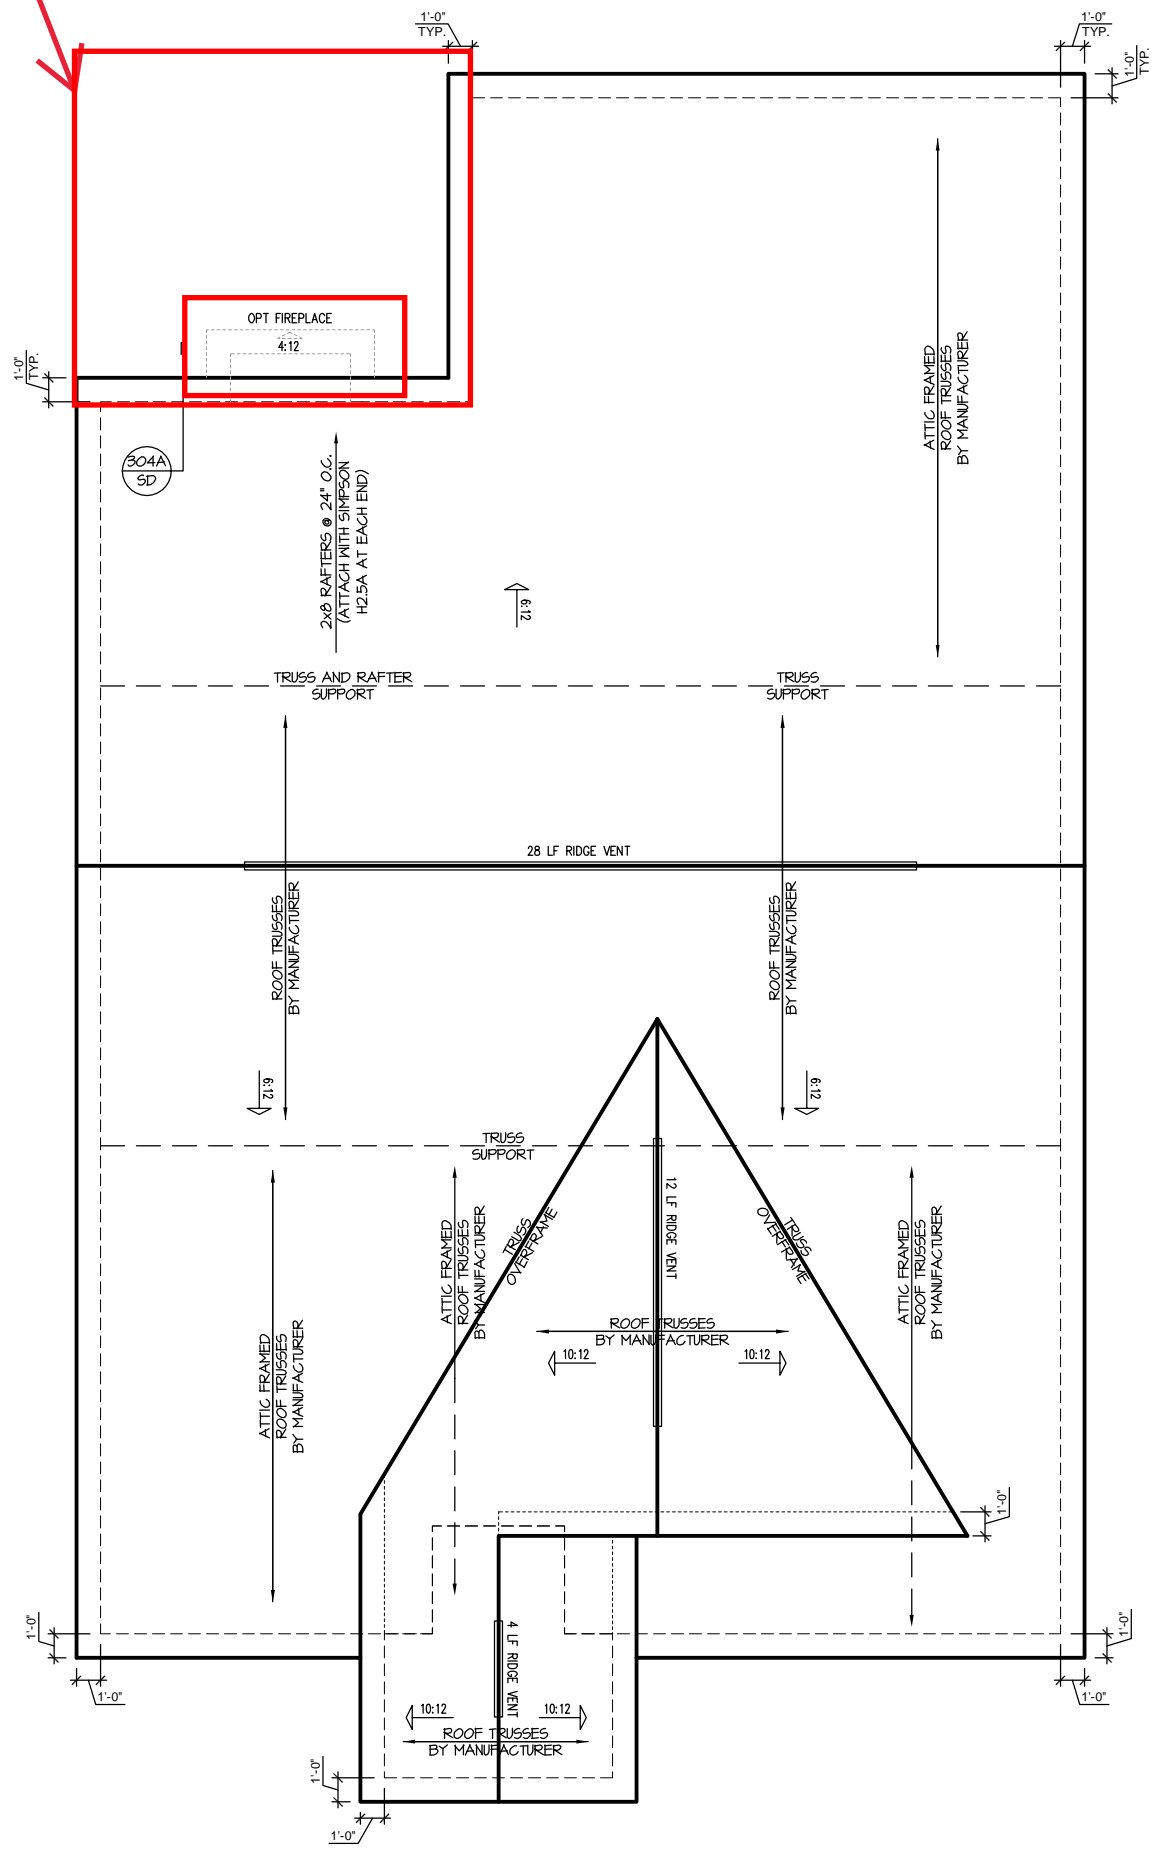 1'-0"
TYP.
1'-0"
TYP.
1'-0"
TYP.
OPT FIREPLACE
4:12
1'-0"
TYP.
304A
SD
2x8 RAFTERS @ 24" O.C.
(ATTACH WITH SIMPSON
H2.5A AT EACH END)
ATTIC FRAMED
ROOF TRUSSES
BY MANUFACTURER
6:12
TRUSS AND RAFTER
SUPPORT
TRUSS
SUPPORT
28 LF RIDGE VENT
ROOF TRUSSES
BY MANUFACTURER
ROOF TRUSSES
BY MANUFACTURER
6:12
6:12
TRUSS
SUPPORT
ATTIC FRAMED
ROOF TRUSSES
BY MANUFACTURER
ATTIC FRAMED
ROOF TRUSSES
BY MANUFACTURER
TRUSS
OVERFRAME
12 LF RIDGE VENT
TRUSS
OVERFRAME
ATTIC FRAMED
ROOF TRUSSES
BY MANUFACTURER
ROOF TRUSSES
BY MANUFACTURER
10:12
10:12
1'-0"
1'-0"
1'-0"
1'-0"
1'-0"
4 LF RIDGE VENT
10:12
10:12
ROOF TRUSSES
BY MANUFACTURER
1'-0"
1'-0"